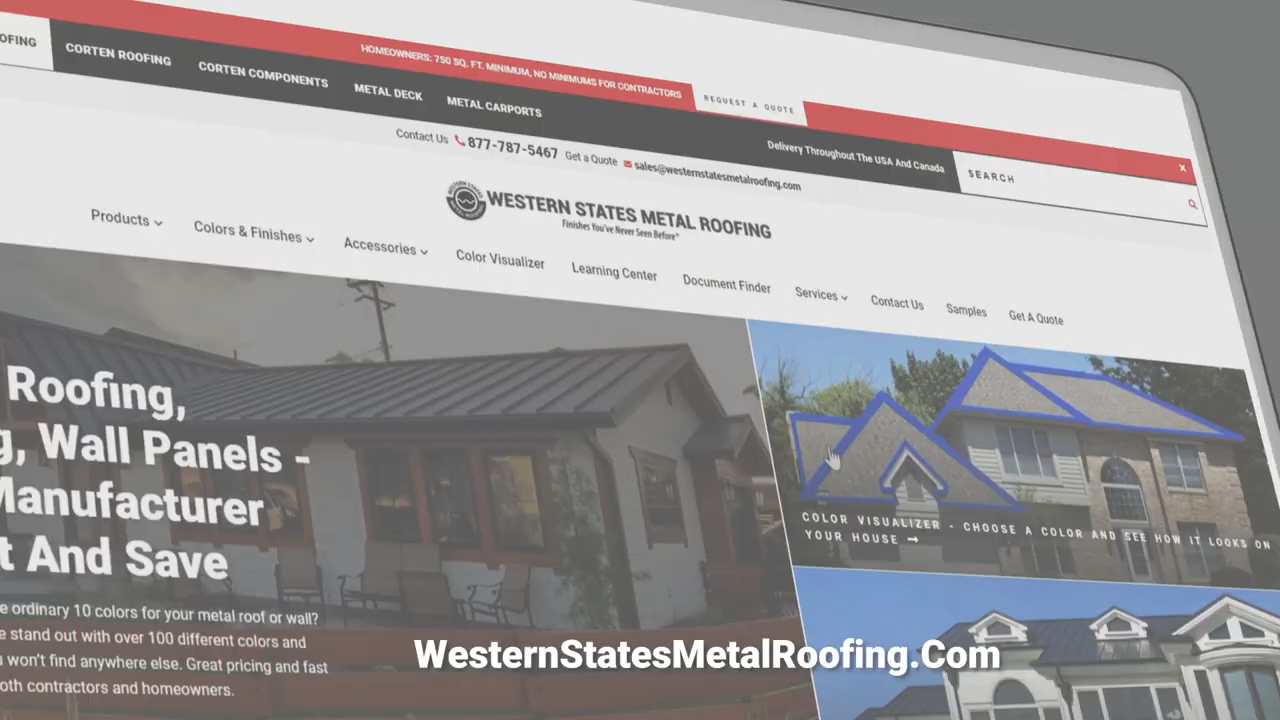 HOMEOWNERS: 750 SQ. FT. MINIMUM, NO MINIMUMS FOR CONTRACTORS
REQUEST A QUOTE
OFING
CORTEN ROOFING
CORTEN COMPONENTS
METAL DECK
METAL CARPORTS
Delivery Throughout The USA And Canada
SEARCH
Contact Us 877-787-5467 Get a Quote sales@westernstatesmetalroofing.com
WESTERN STATES METAL ROOFING
Finishes You've Never Seen Before
Products
Colors & Finishes
Accessories
Color Visualizer
Learning Center
Document Finder
Services
Contact Us
Samples
Get A Quote
Roofing,
g, Wall Panels -
Manufacturer
t And Save
e ordinary 10 colors for your metal roof or wall?
e stand out with over 100 different colors and
u won't find anywhere else. Great pricing and fast
oth contractors and homeowners.
COLOR VISUALIZER - CHOOSE A COLOR AND SEE HOW IT LOOKS ON
YOUR HOUSE ➞
WesternStatesMetalRoofing.Com